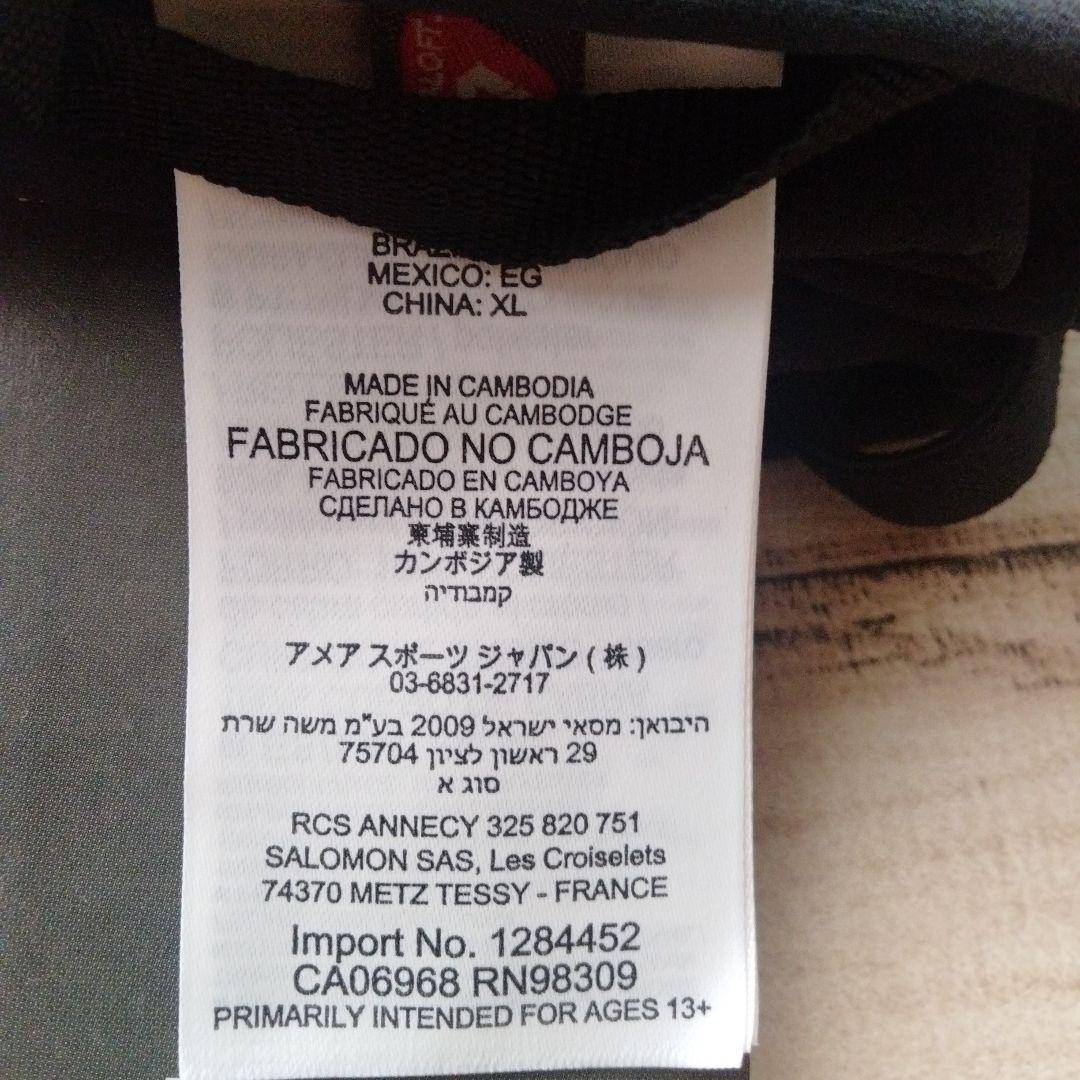 MEXICO: EG
CHINA: XL
MADE IN CAMBODIA
FABRIQUÉ AU CAMBODGE
FABRICADO NO CAMBOJA
FABRICADO EN CAMBOYA
СДЕЛАНО В КАМБОДЖЕ
柬埔寨制造
カンボジア製
קמבודיה
アメア スポーツ ジャパン ( 株 )
03-6831-2717
היבואן: מסאי ישראל 2009 בע"מ משה שרת
29 ראשון לציון 75704
סוג א
RCS ANNECY 325 820 751
SALOMON SAS, Les Croiselets
74370 METZ TESSY - FRANCE
Import No. 1284452
CA06968 RN98309
PRIMARILY INTENDED FOR AGES 13+